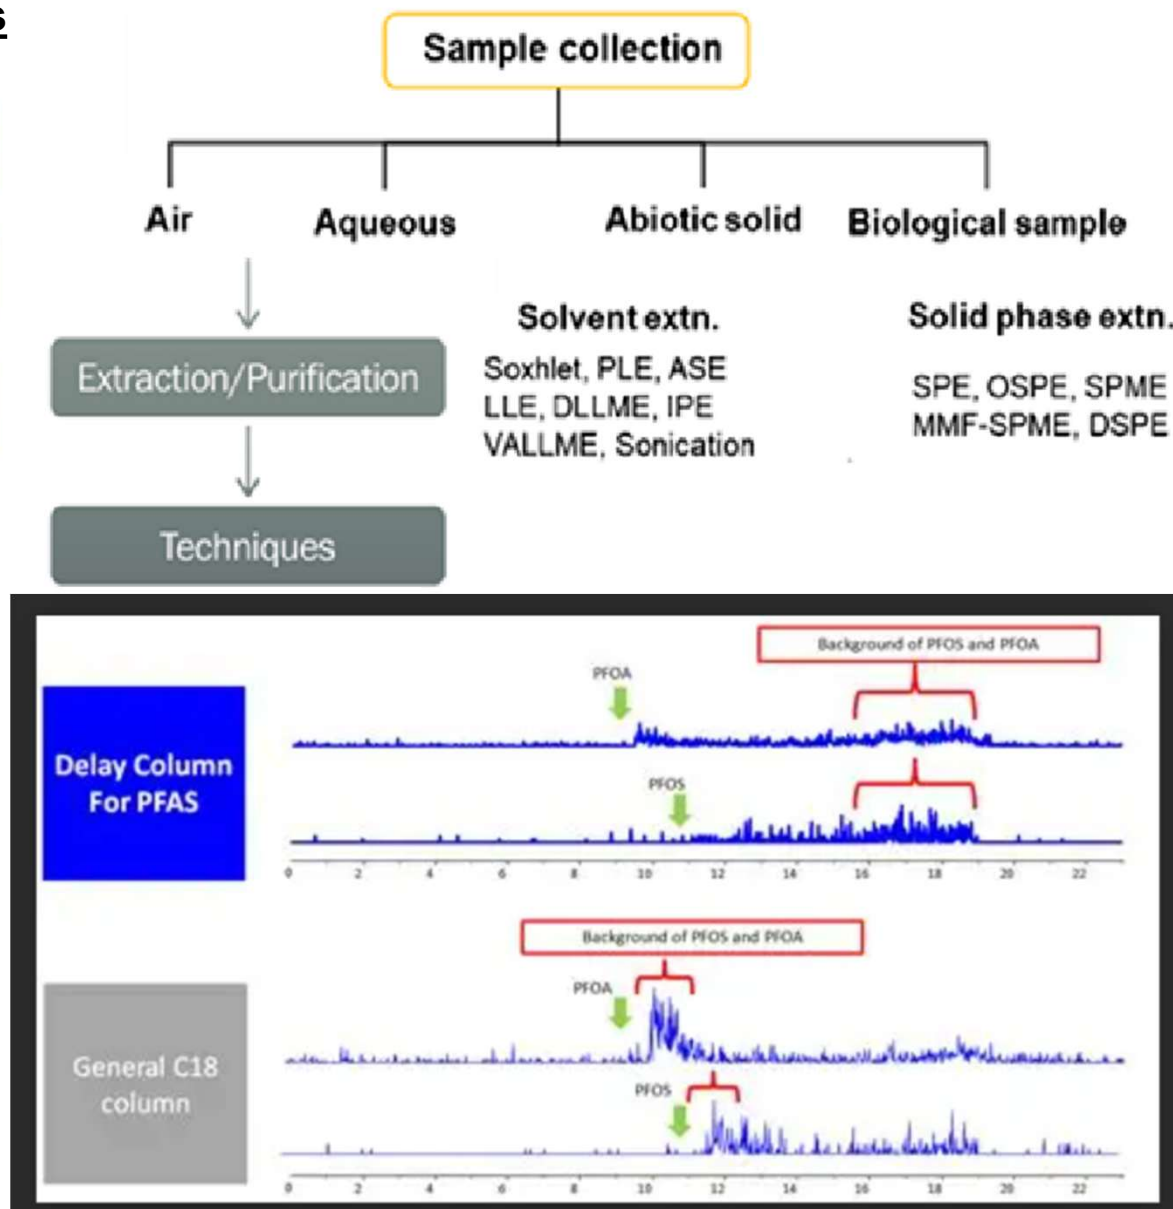 s
Sample collection
Air
Aqueous
Abiotic solid
Biological sample
Extraction/Purification
Solvent extn.
Soxhlet, PLE, ASE
LLE, DLLME, IPE
VALLME, Sonication
Solid phase extn.
SPE, OSPE, SPME
MMF-SPME, DSPE
Techniques
Background of PFOS and PFOA
PFOA
Delay Column
For PFAS
PFOS
0 2 4 6 8 10 12 14 16 18 20 22
Background of PFOS and PFOA
PFOA
General C18
column
PFOS
0 2 4 6 8 10 12 14 16 18 20 22